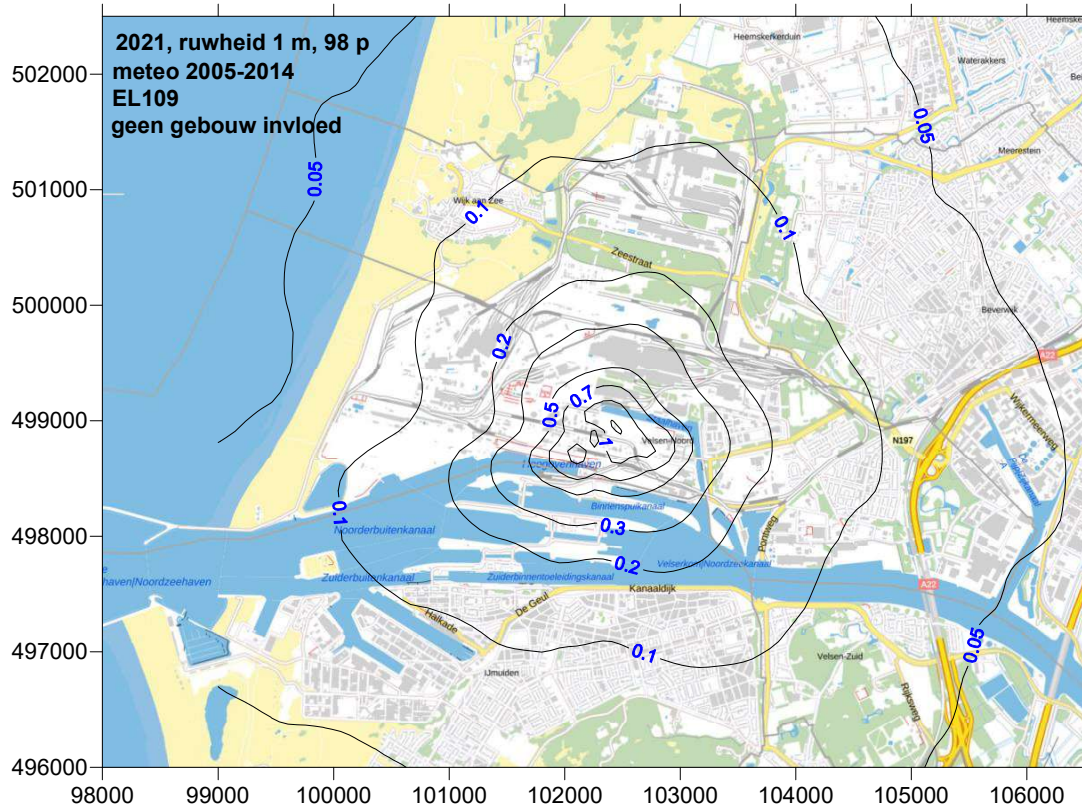 2021, ruwheid 1 m, 98 p
meteo 2005-2014
EL109
geen gebouw invloed
502000
501000
500000
499000
498000
497000
496000
98000
99000
100000
101000
102000
103000
104000
105000
106000
Heemskerkerduin
Waterakkers
Meerestein
0.05
0.05
Wijk aan Zee
0.1
0.1
Zeestraat
Beverwijk
0.2
A22
0.7
0.5
1
Velsen-Noord
N197
Wijkermeerweg
Hoogovenhaven
Binnenspuikanaal
0.1
Noorderbuitenkanaal
0.3
Pontweg
0.2
Velserkom|Noordzeekanaal
haven|Noordzeehaven
Zuiderbuitenkanaal
Zuiderbinnentoeleidingskanaal
Kanaaldijk
A22
De Geul
Halkade
0.1
0.05
Velsen-Zuid
IJmuiden
Rijksweg